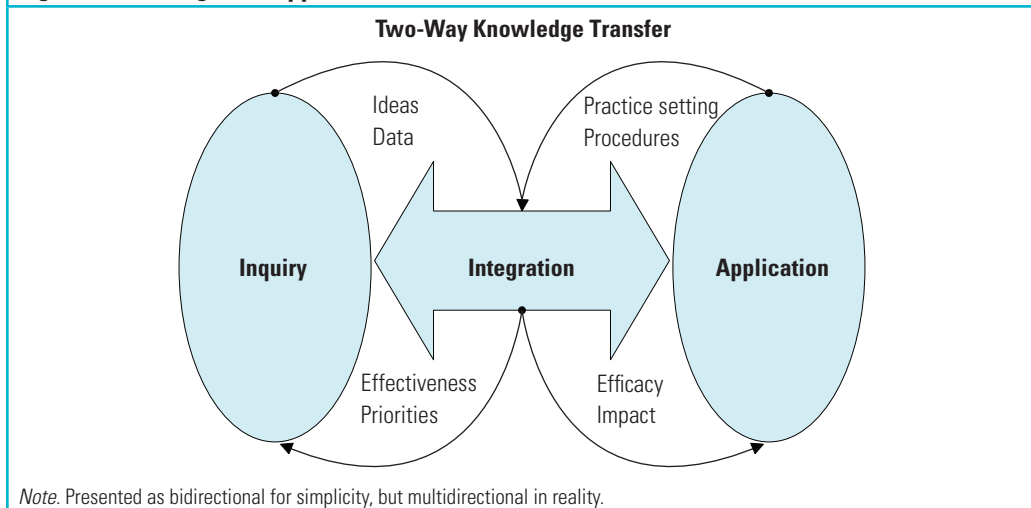 Two-Way Knowledge Transfer
Ideas
Data
Practice setting
Procedures
Inquiry
Integration
Application
Effectiveness
Priorities
Efficacy
Impact
Note. Presented as bidirectional for simplicity, but multidirectional in reality.